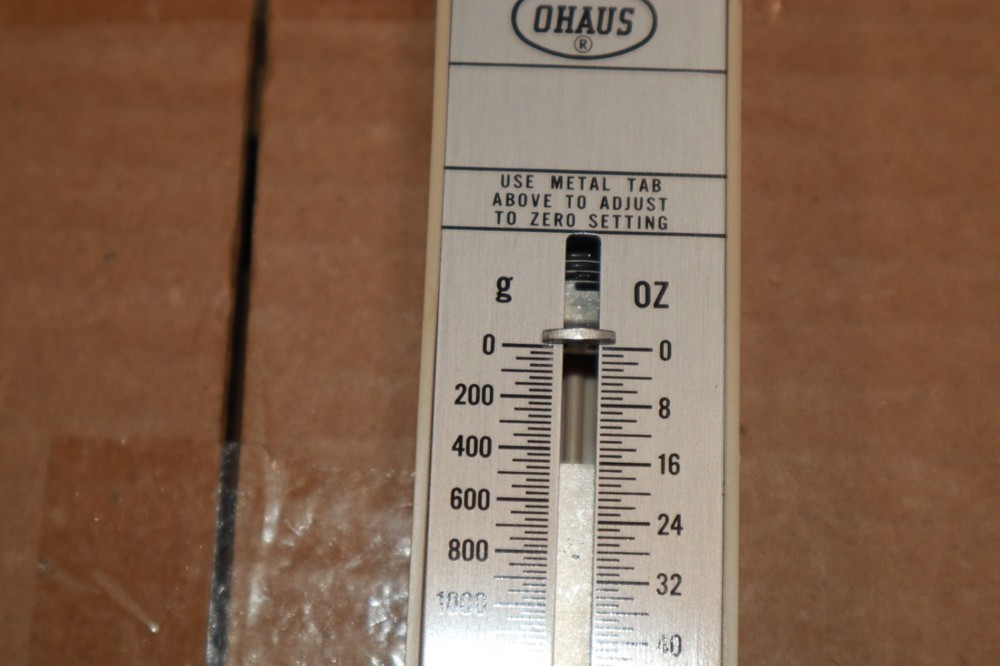 OHAUS
®
USE METAL TAB
ABOVE TO ADJUST
TO ZERO SETTING
g OZ
0 0
200 8
400 16
600 24
800 32
1000 40